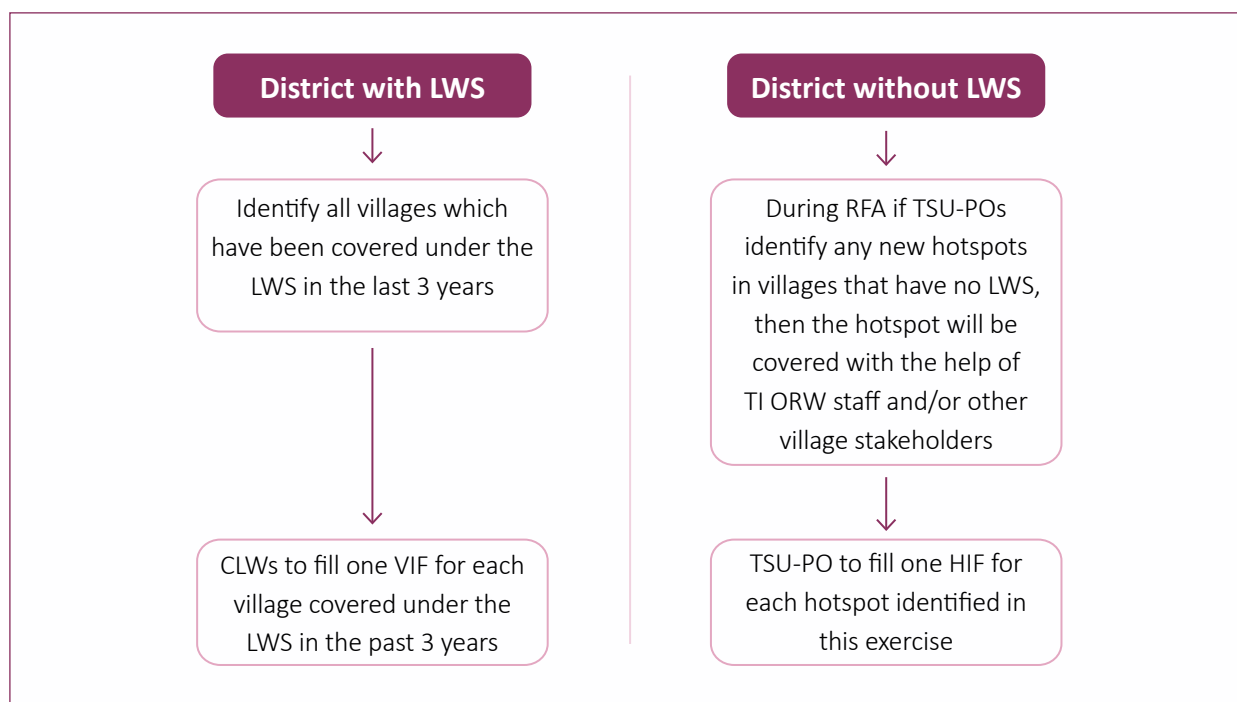 District with LWS
Identify all villages which
have been covered under the
LWS in the last 3 years
CLWs to fill one VIF for each
village covered under the
LWS in the past 3 years
District without LWS
During RFA if TSU-POs
identify any new hotspots
in villages that have no LWS,
then the hotspot will be
covered with the help of
TI ORW staff and/or other
village stakeholders
TSU-PO to fill one HIF for
each hotspot identified in
this exercise